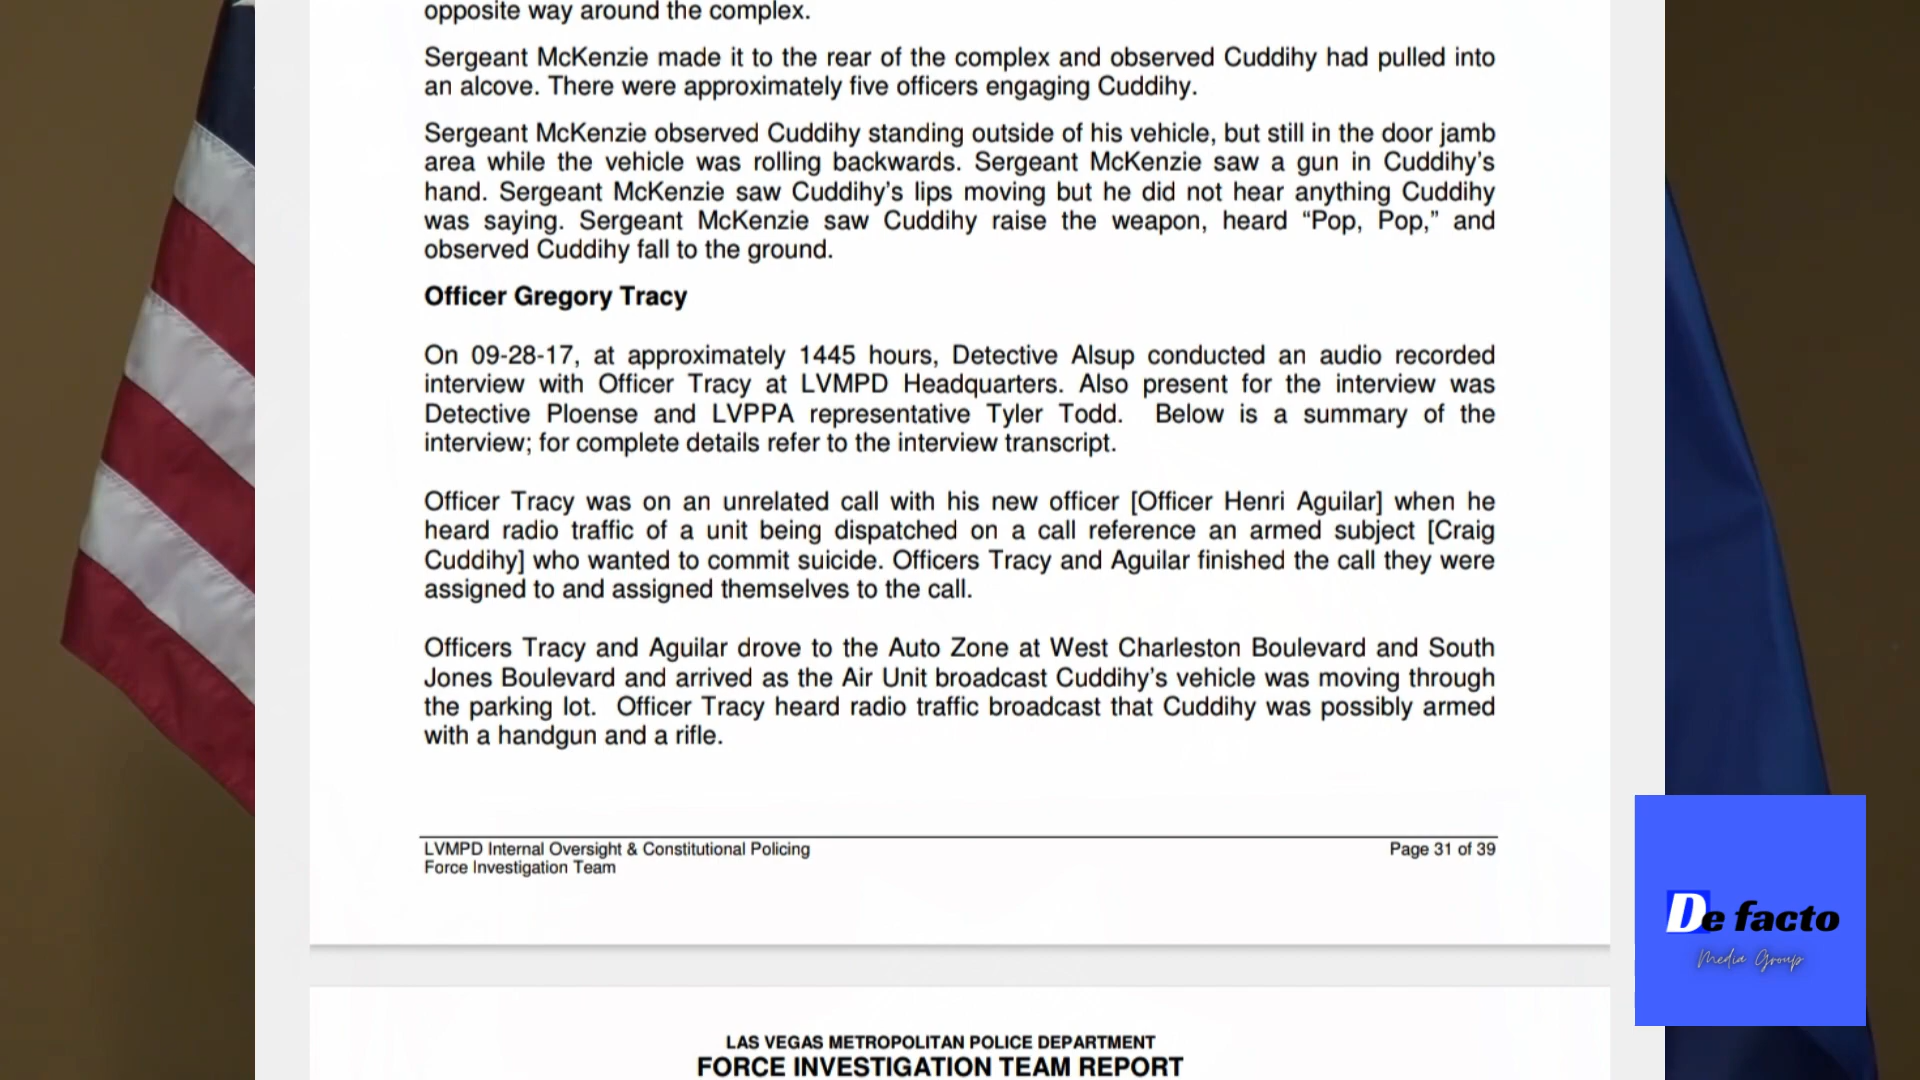 opposite way around the complex.
Sergeant McKenzie made it to the rear of the complex and observed Cuddihy had pulled into
an alcove. There were approximately five officers engaging Cuddihy.
Sergeant McKenzie observed Cuddihy standing outside of his vehicle, but still in the door jamb
area while the vehicle was rolling backwards. Sergeant McKenzie saw a gun in Cuddihy’s
hand. Sergeant McKenzie saw Cuddihy’s lips moving but he did not hear anything Cuddihy
was saying. Sergeant McKenzie saw Cuddihy raise the weapon, heard “Pop, Pop,” and
observed Cuddihy fall to the ground.
Officer Gregory Tracy
On 09-28-17, at approximately 1445 hours, Detective Alsup conducted an audio recorded
interview with Officer Tracy at LVMPD Headquarters. Also present for the interview was
Detective Ploense and LVPPA representative Tyler Todd. Below is a summary of the
interview; for complete details refer to the interview transcript.
Officer Tracy was on an unrelated call with his new officer [Officer Henri Aguilar] when he
heard radio traffic of a unit being dispatched on a call reference an armed subject [Craig
Cuddihy] who wanted to commit suicide. Officers Tracy and Aguilar finished the call they were
assigned to and assigned themselves to the call.
Officers Tracy and Aguilar drove to the Auto Zone at West Charleston Boulevard and South
Jones Boulevard and arrived as the Air Unit broadcast Cuddihy’s vehicle was moving through
the parking lot. Officer Tracy heard radio traffic broadcast that Cuddihy was possibly armed
with a handgun and a rifle.
LVMPD Internal Oversight & Constitutional Policing
Force Investigation Team
Page 31 of 39
De facto
Media Group
LAS VEGAS METROPOLITAN POLICE DEPARTMENT
FORCE INVESTIGATION TEAM REPORT